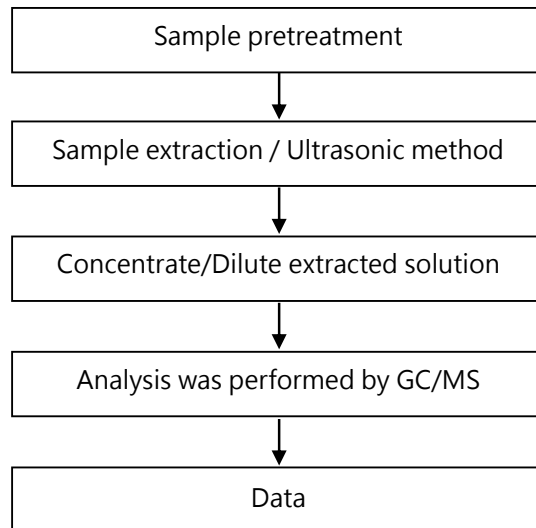 Sample pretreatment
Sample extraction / Ultrasonic method
Concentrate/Dilute extracted solution
Analysis was performed by GC/MS
Data